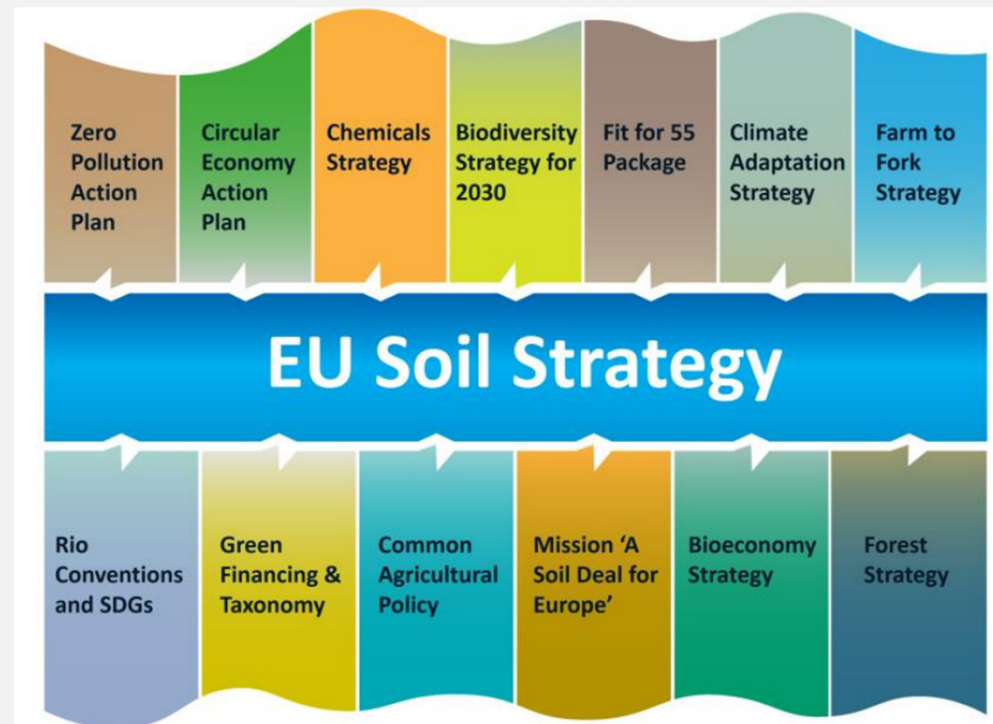 Zero
Pollution
Action
Plan
Circular
Economy
Action
Plan
Chemicals
Strategy
Biodiversity
Strategy for
2030
Fit for 55
Package
Climate
Adaptation
Strategy
Farm to
Fork
Strategy
EU Soil Strategy
Rio
Conventions
and SDGs
Green
Financing &
Taxonomy
Common
Agricultural
Policy
Mission ‘A
Soil Deal for
Europe’
Bioeconomy
Strategy
Forest
Strategy